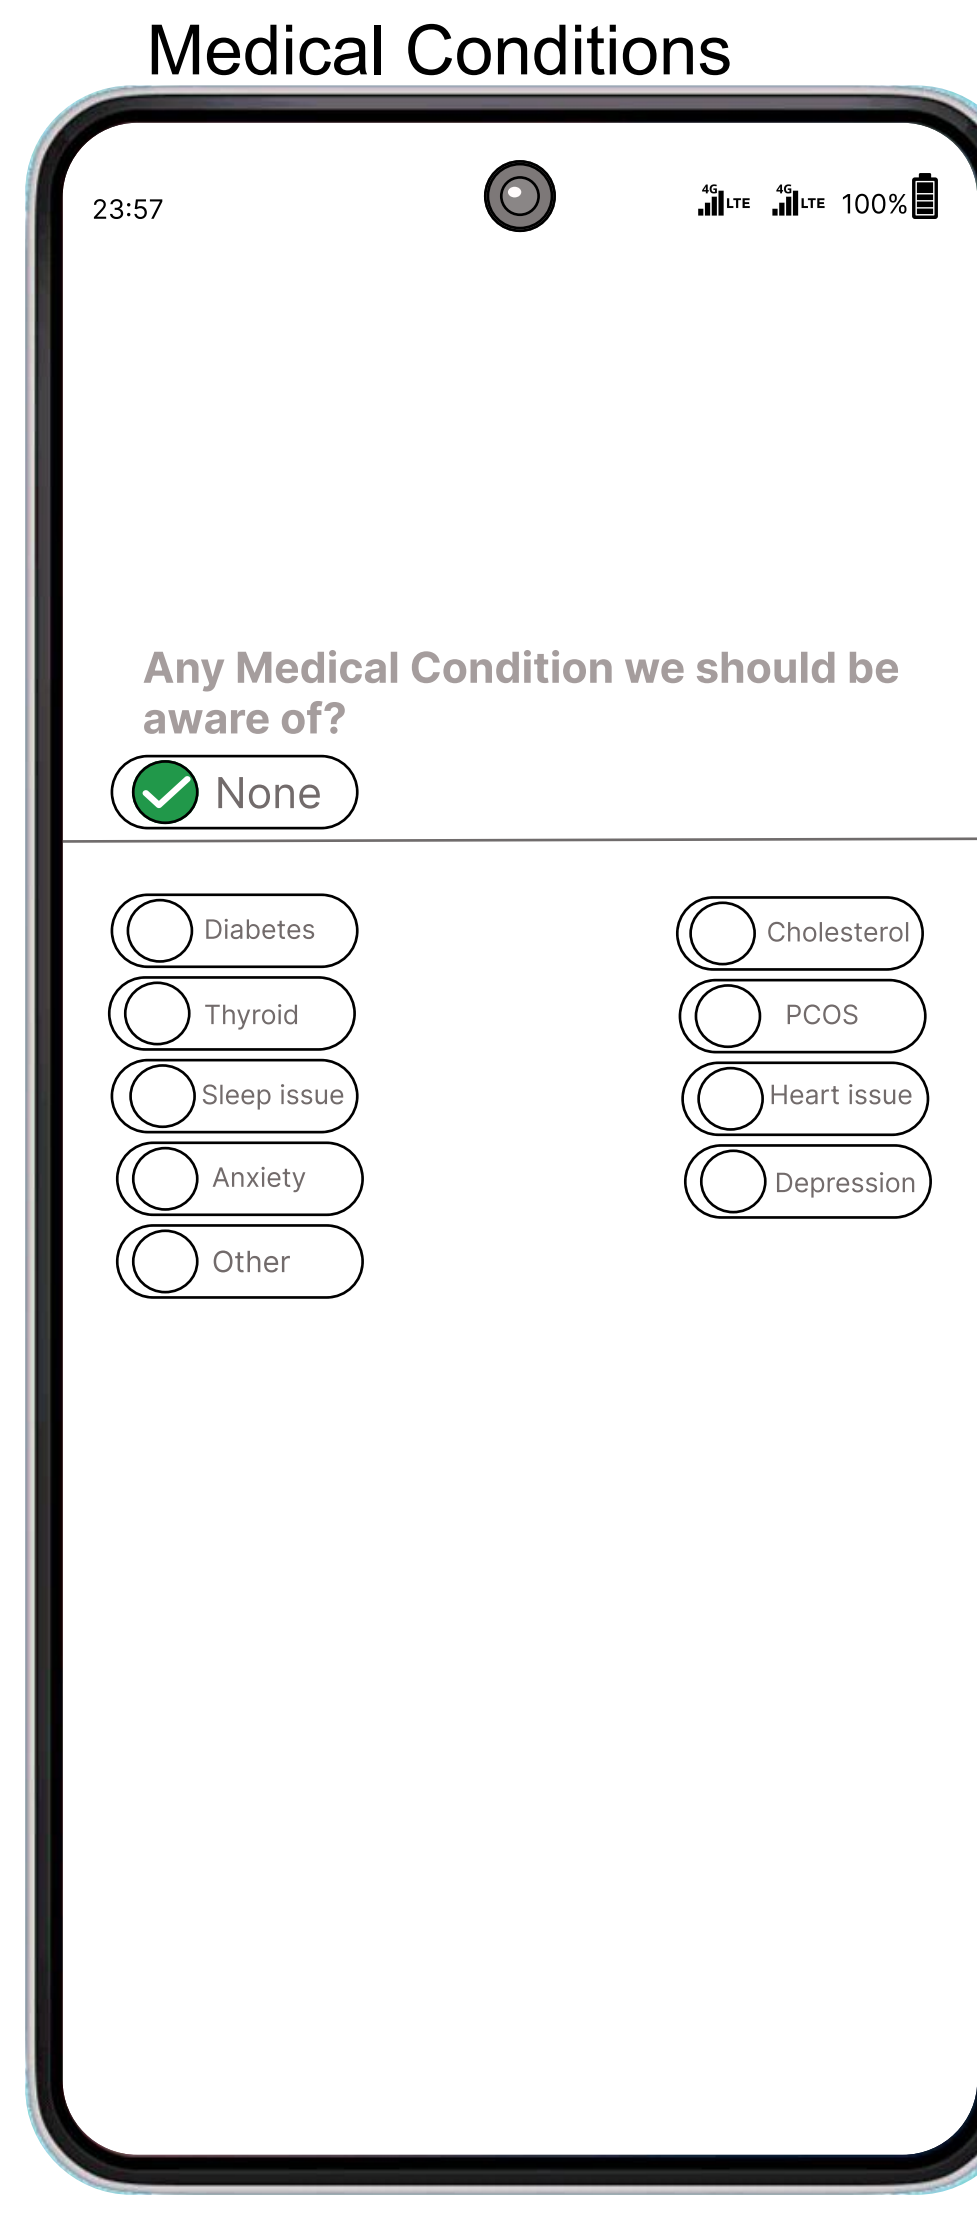 Medical Conditions
23:57 4G LTE 4G LTE 100%
Any Medical Condition we should be
aware of?
None
Diabetes Cholesterol
Thyroid PCOS
Sleep issue Heart issue
Anxiety Depression
Other